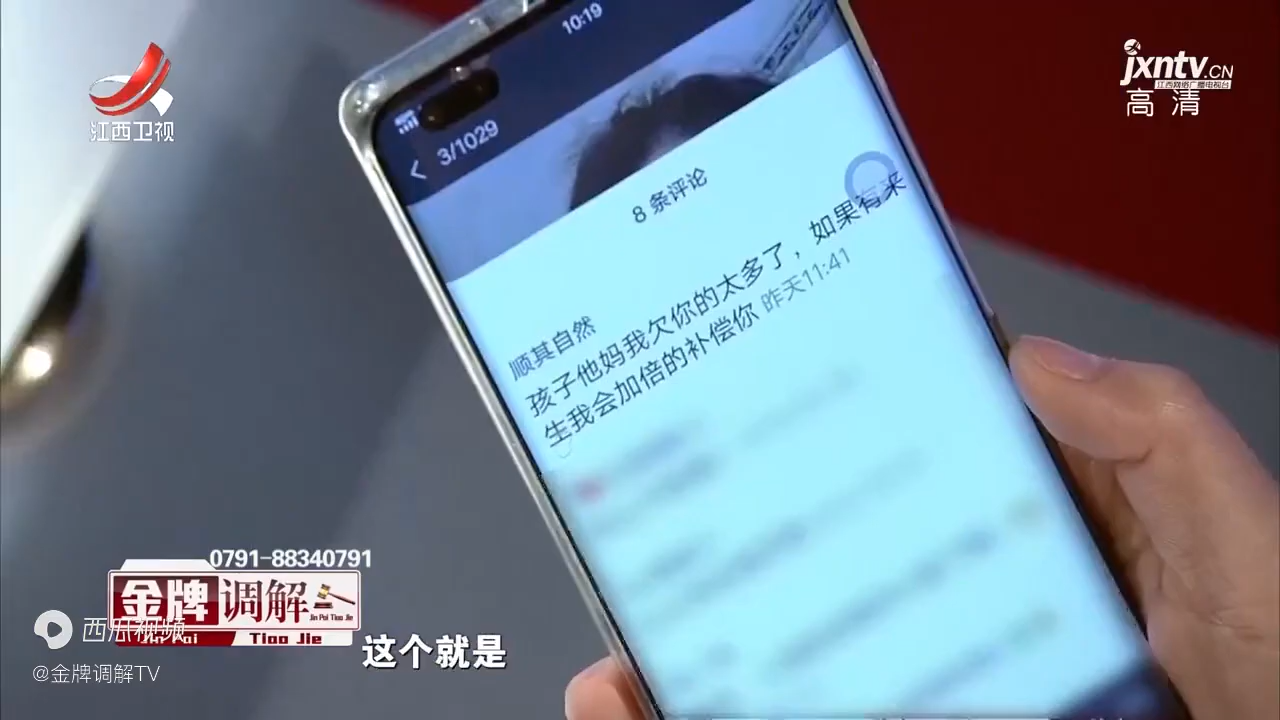 江西卫视
jxntv.CN
江西网络广播电视台
高清
10:19
3/1029
8 条评论
顺其自然
孩子他妈我欠你的太多了，如果有来
生我会加倍的补偿你 昨天11:41
0791-88340791
金牌调解
Jin Pai Tiao Jie
Tiao Jie
西瓜视频
@金牌调解TV
这个就是